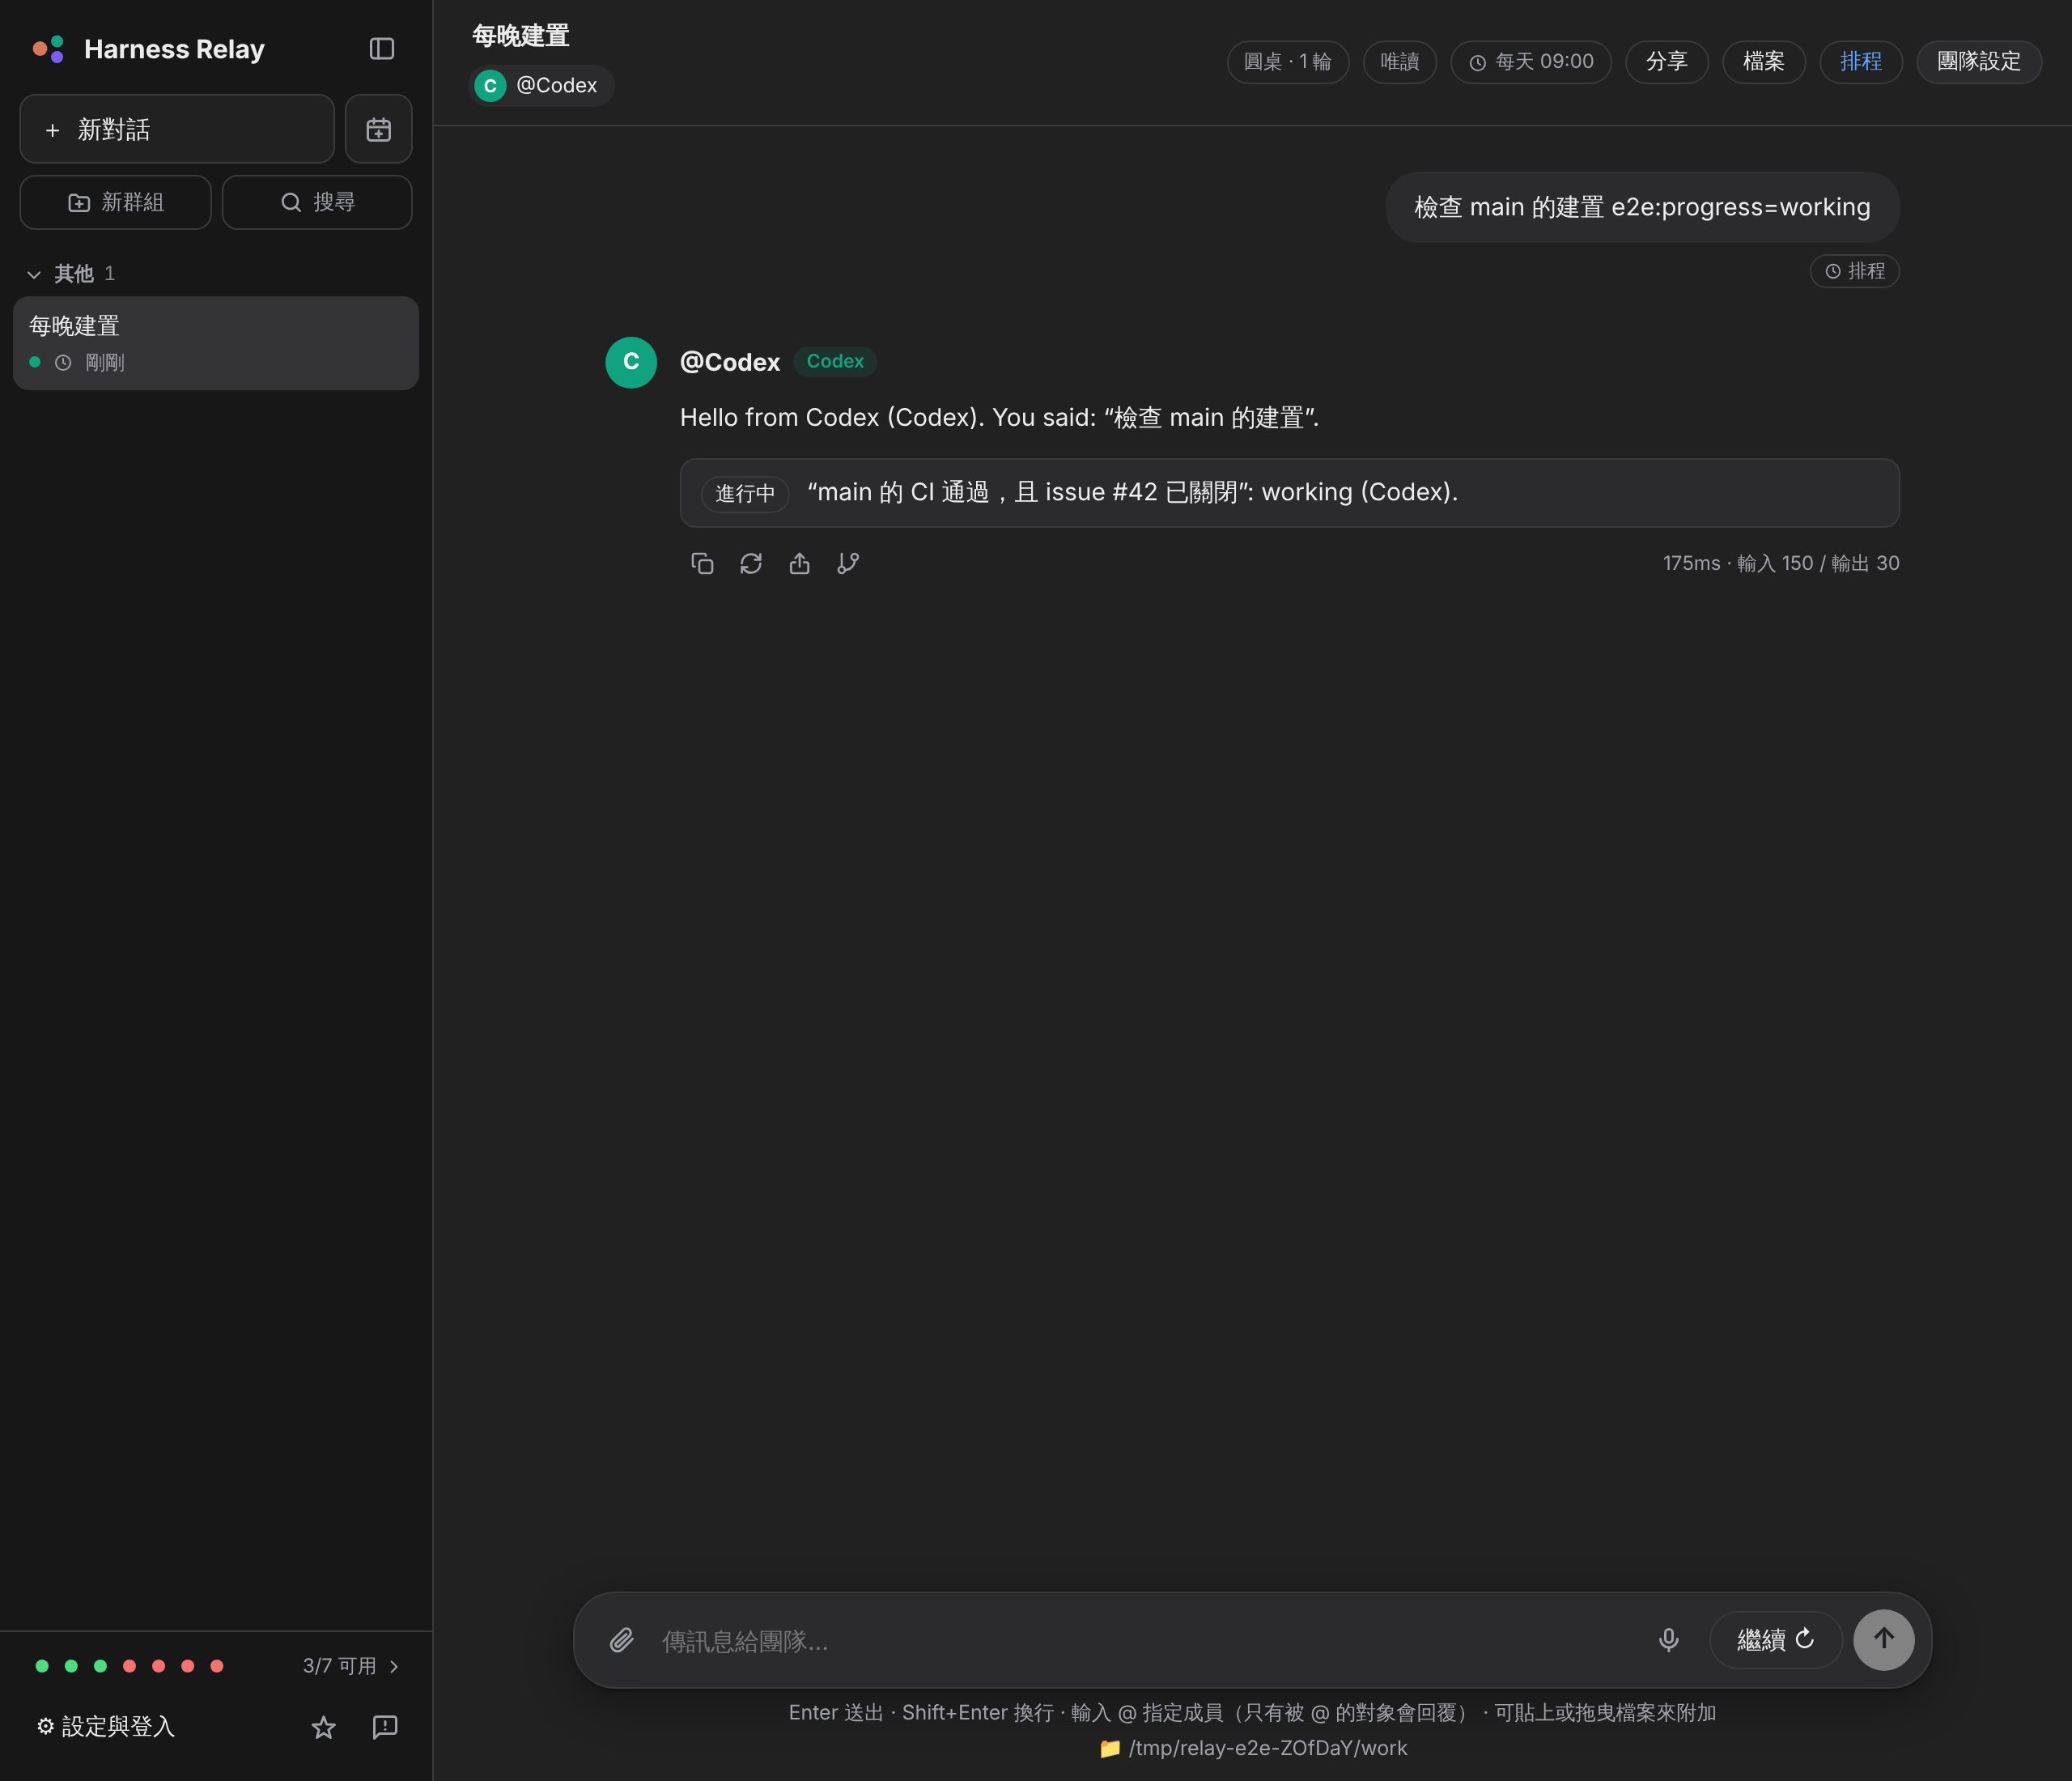 Harness Relay
+ 新對話
新群組
搜尋
其他 1
每晚建置
剛剛
3/7 可用
⚙ 設定與登入
每晚建置
C @Codex
圓桌 · 1 輪
唯讀
每天 09:00
分享
檔案
排程
團隊設定
檢查 main 的建置 e2e:progress=working
排程
C @Codex Codex
Hello from Codex (Codex). You said: “檢查 main 的建置”.
進行中 “main 的 CI 通過，且 issue #42 已關閉”: working (Codex).
175ms · 輸入 150 / 輸出 30
傳訊息給團隊...
繼續
Enter 送出 · Shift+Enter 換行 · 輸入 @ 指定成員（只有被 @ 的對象會回覆） · 可貼上或拖曳檔案來附加
📁 /tmp/relay-e2e-ZOfDaY/work